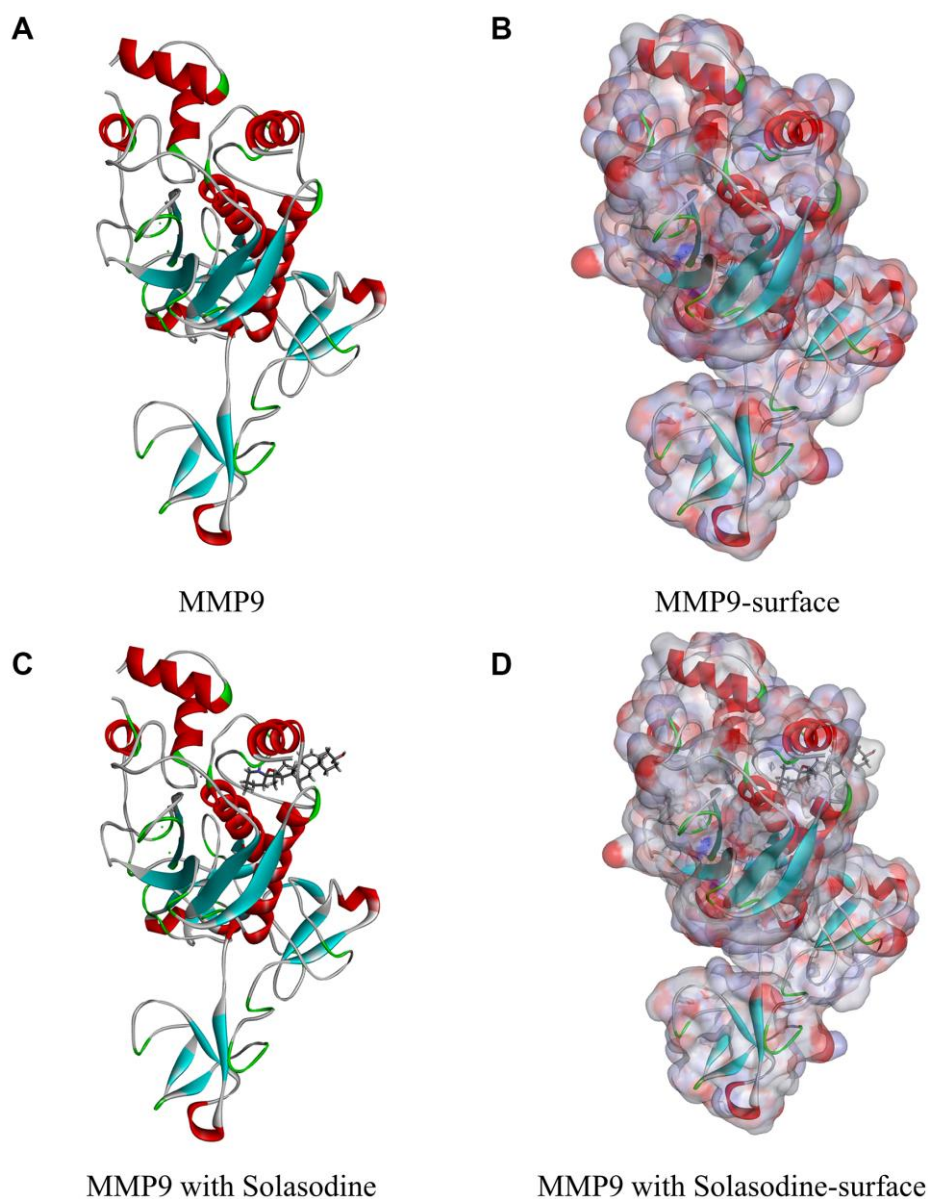 A
B
MMP9
MMP9-surface
C
D
MMP9 with Solasodine
MMP9 with Solasodine-surface